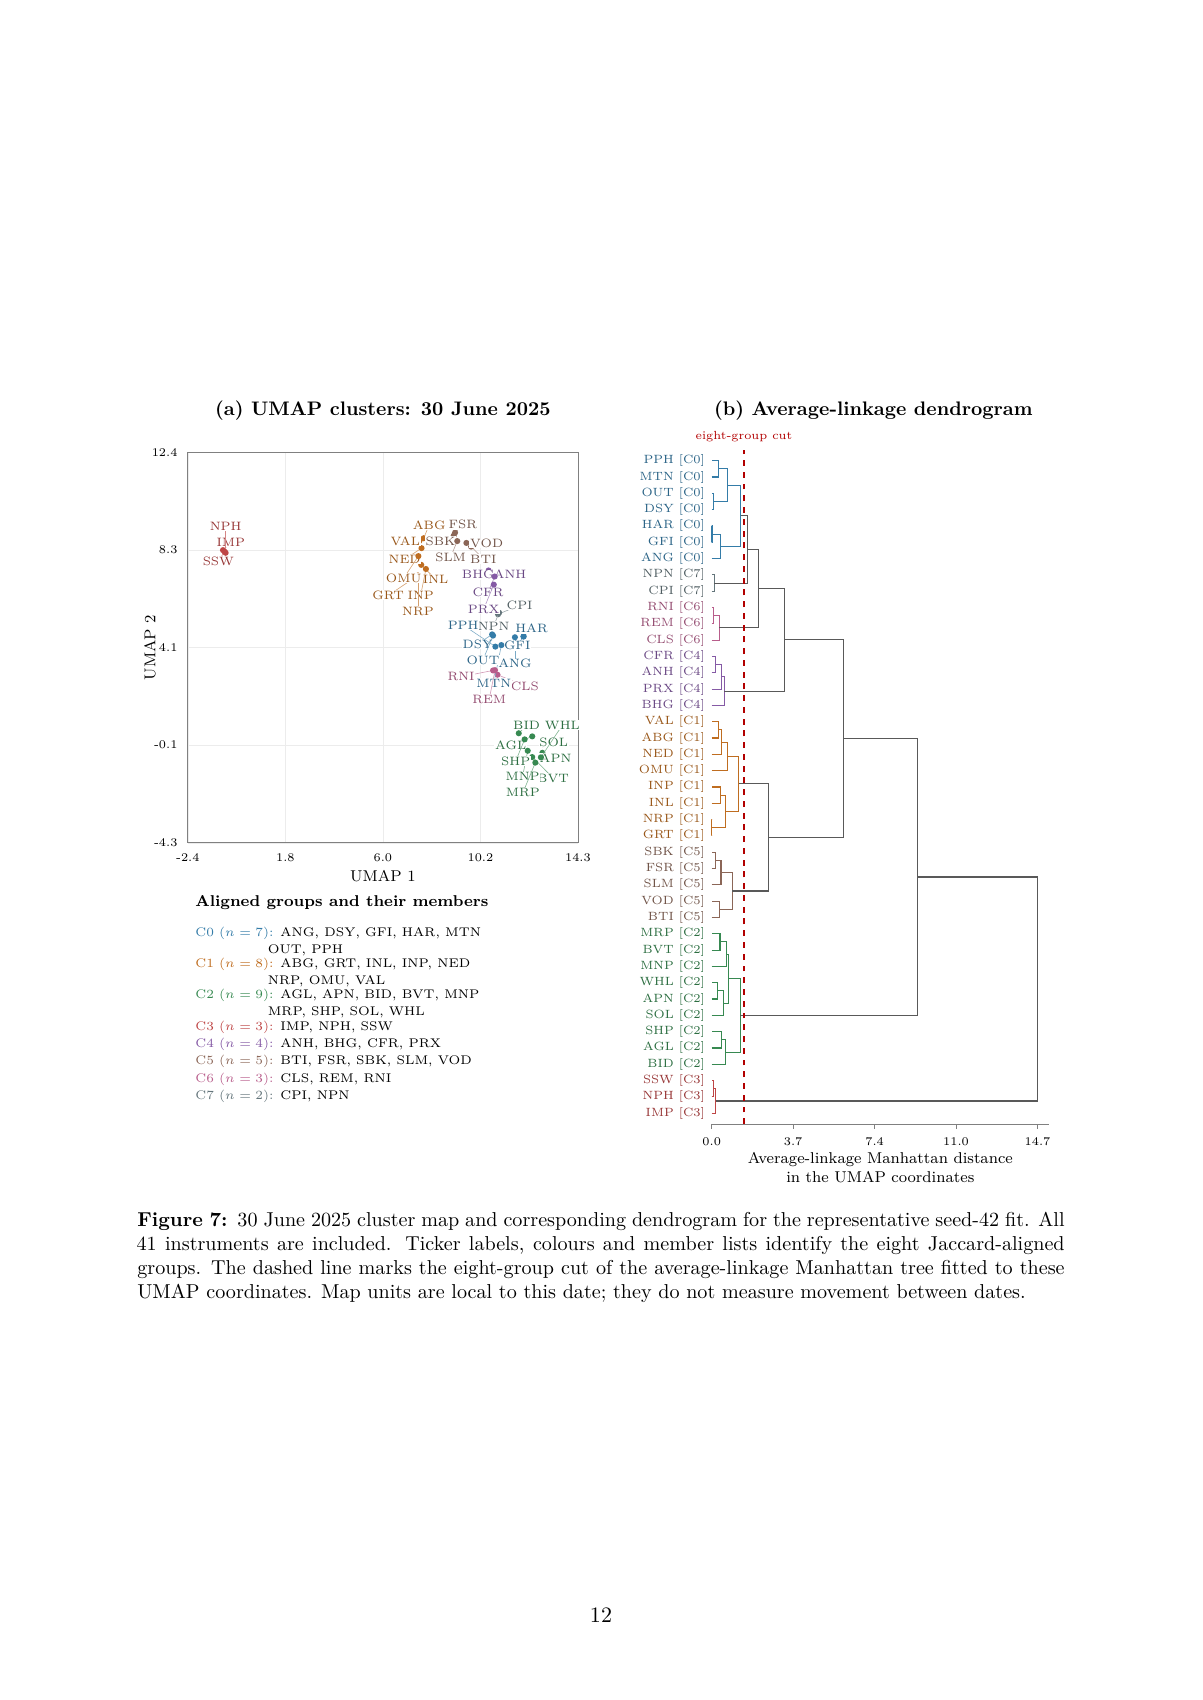 (a) UMAP clusters: 30 June 2025
12.4
8.3
4.1
-0.1
-4.3
UMAP 2
NPH
IMP
SSW
ABG FSR
VAL SBK VOD
NED SLM BTI
OMU INL BHG ANH
GRT INP CFR
NRP PRX CPI
PPH NPN HAR
DSY GFI
OUT ANG
RNI MTN CLS
REM
BID WHL
AGL SOL
SHP APN
MNP BVT
MRP
-2.4 1.8 6.0 10.2 14.3
UMAP 1
Aligned groups and their members
C0 (n = 7): ANG, DSY, GFI, HAR, MTN
OUT, PPH
C1 (n = 8): ABG, GRT, INL, INP, NED
NRP, OMU, VAL
C2 (n = 9): AGL, APN, BID, BVT, MNP
MRP, SHP, SOL, WHL
C3 (n = 3): IMP, NPH, SSW
C4 (n = 4): ANH, BHG, CFR, PRX
C5 (n = 5): BTI, FSR, SBK, SLM, VOD
C6 (n = 3): CLS, REM, RNI
C7 (n = 2): CPI, NPN
(b) Average-linkage dendrogram
eight-group cut
PPH [C0]
MTN [C0]
OUT [C0]
DSY [C0]
HAR [C0]
GFI [C0]
ANG [C0]
NPN [C7]
CPI [C7]
RNI [C6]
REM [C6]
CLS [C6]
CFR [C4]
ANH [C4]
PRX [C4]
BHG [C4]
VAL [C1]
ABG [C1]
NED [C1]
OMU [C1]
INP [C1]
INL [C1]
NRP [C1]
GRT [C1]
SBK [C5]
FSR [C5]
SLM [C5]
VOD [C5]
BTI [C5]
MRP [C2]
BVT [C2]
MNP [C2]
WHL [C2]
APN [C2]
SOL [C2]
SHP [C2]
AGL [C2]
BID [C2]
SSW [C3]
NPH [C3]
IMP [C3]
0.0 3.7 7.4 11.0 14.7
Average-linkage Manhattan distance
in the UMAP coordinates
Figure 7: 30 June 2025 cluster map and corresponding dendrogram for the representative seed-42 fit. All
41 instruments are included. Ticker labels, colours and member lists identify the eight Jaccard-aligned
groups. The dashed line marks the eight-group cut of the average-linkage Manhattan tree fitted to these
UMAP coordinates. Map units are local to this date; they do not measure movement between dates.
12